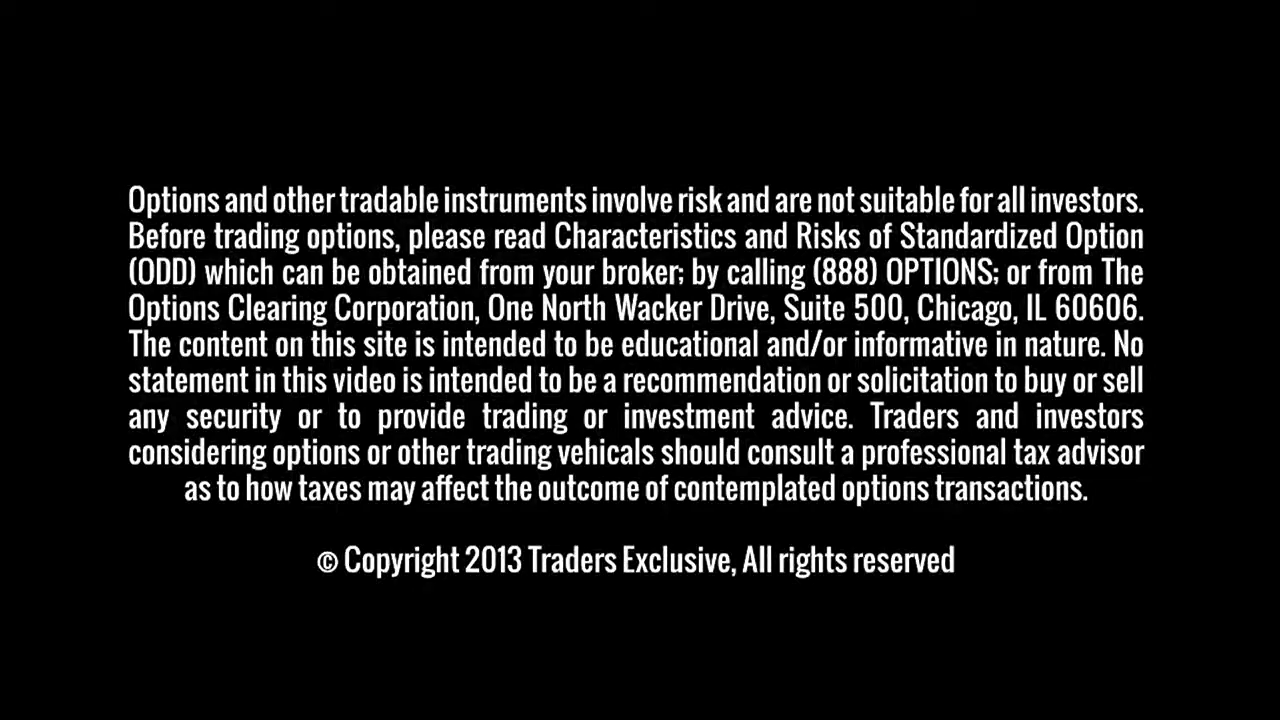 Options and other tradable instruments involve risk and are not suitable for all investors.
Before trading options, please read Characteristics and Risks of Standardized Option
(ODD) which can be obtained from your broker; by calling (888) OPTIONS; or from The
Options Clearing Corporation, One North Wacker Drive, Suite 500, Chicago, IL 60606.
The content on this site is intended to be educational and/or informative in nature. No
statement in this video is intended to be a recommendation or solicitation to buy or sell
any security or to provide trading or investment advice. Traders and investors
considering options or other trading vehicals should consult a professional tax advisor
as to how taxes may affect the outcome of contemplated options transactions.
© Copyright 2013 Traders Exclusive, All rights reserved